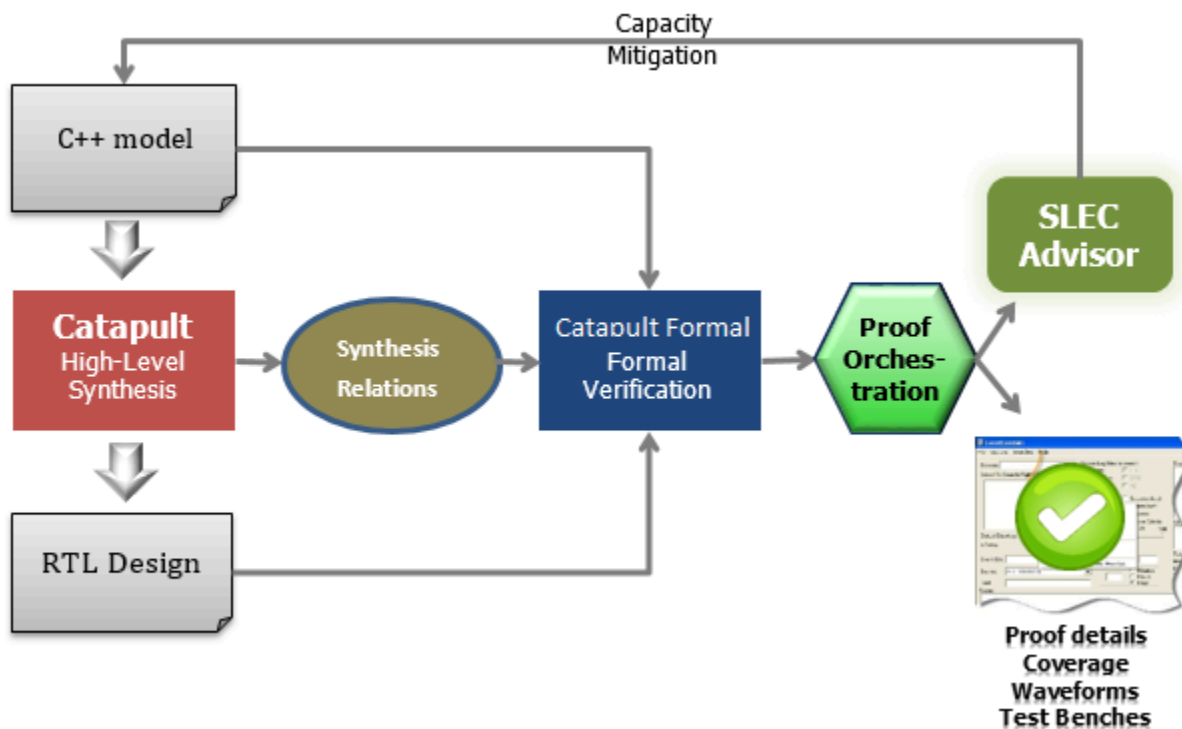 Capacity
Mitigation
C++ model
SLEC
Advisor
Catapult
High-Level
Synthesis
Synthesis
Relations
Catapult Formal
Formal
Verification
Proof
Orches-
tration
RTL Design
Proof details
Coverage
Waveforms
Test Benches